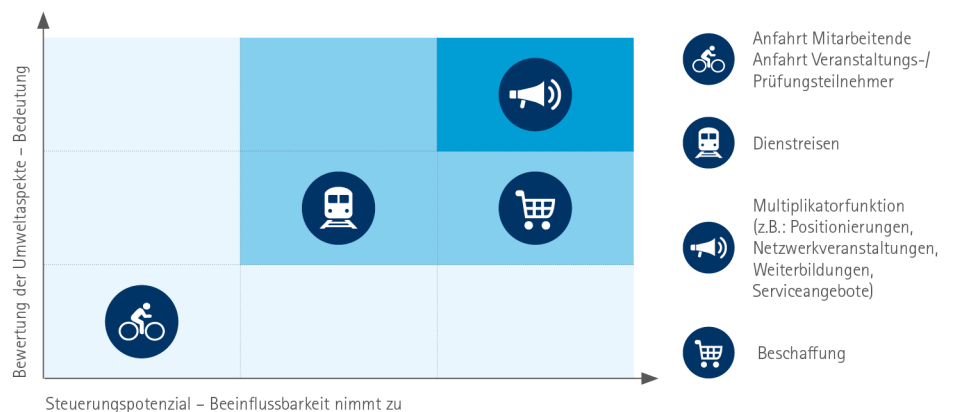 Bewertung der Umweltaspekte – Bedeutung
Steuerungspotenzial – Beeinflussbarkeit nimmt zu
Anfahrt Mitarbeitende
Anfahrt Veranstaltungs-/
Prüfungsteilnehmer
Dienstreisen
Multiplikatorfunktion
(z.B.: Positionierungen,
Netzwerkveranstaltungen,
Weiterbildungen,
Serviceangebote)
Beschaffung